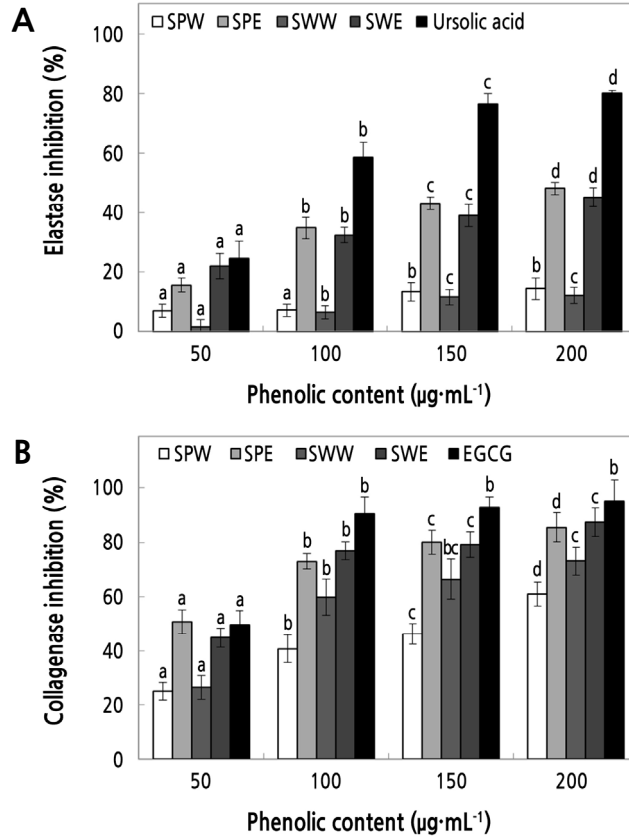 A
SPW SPE SWW SWE Ursolic acid
Elastase inhibition (%)
100
80
60
40
20
0
a a a a a
a b b b b
b c c c c
b d c d d
50 100 150 200
Phenolic content (µg·mL⁻¹)
B
SPW SPE SWW SWE EGCG
Collagenase inhibition (%)
100
80
60
40
20
0
a a a a a
b b b b b
c c bc c b
d d c c b
50 100 150 200
Phenolic content (µg·mL⁻¹)